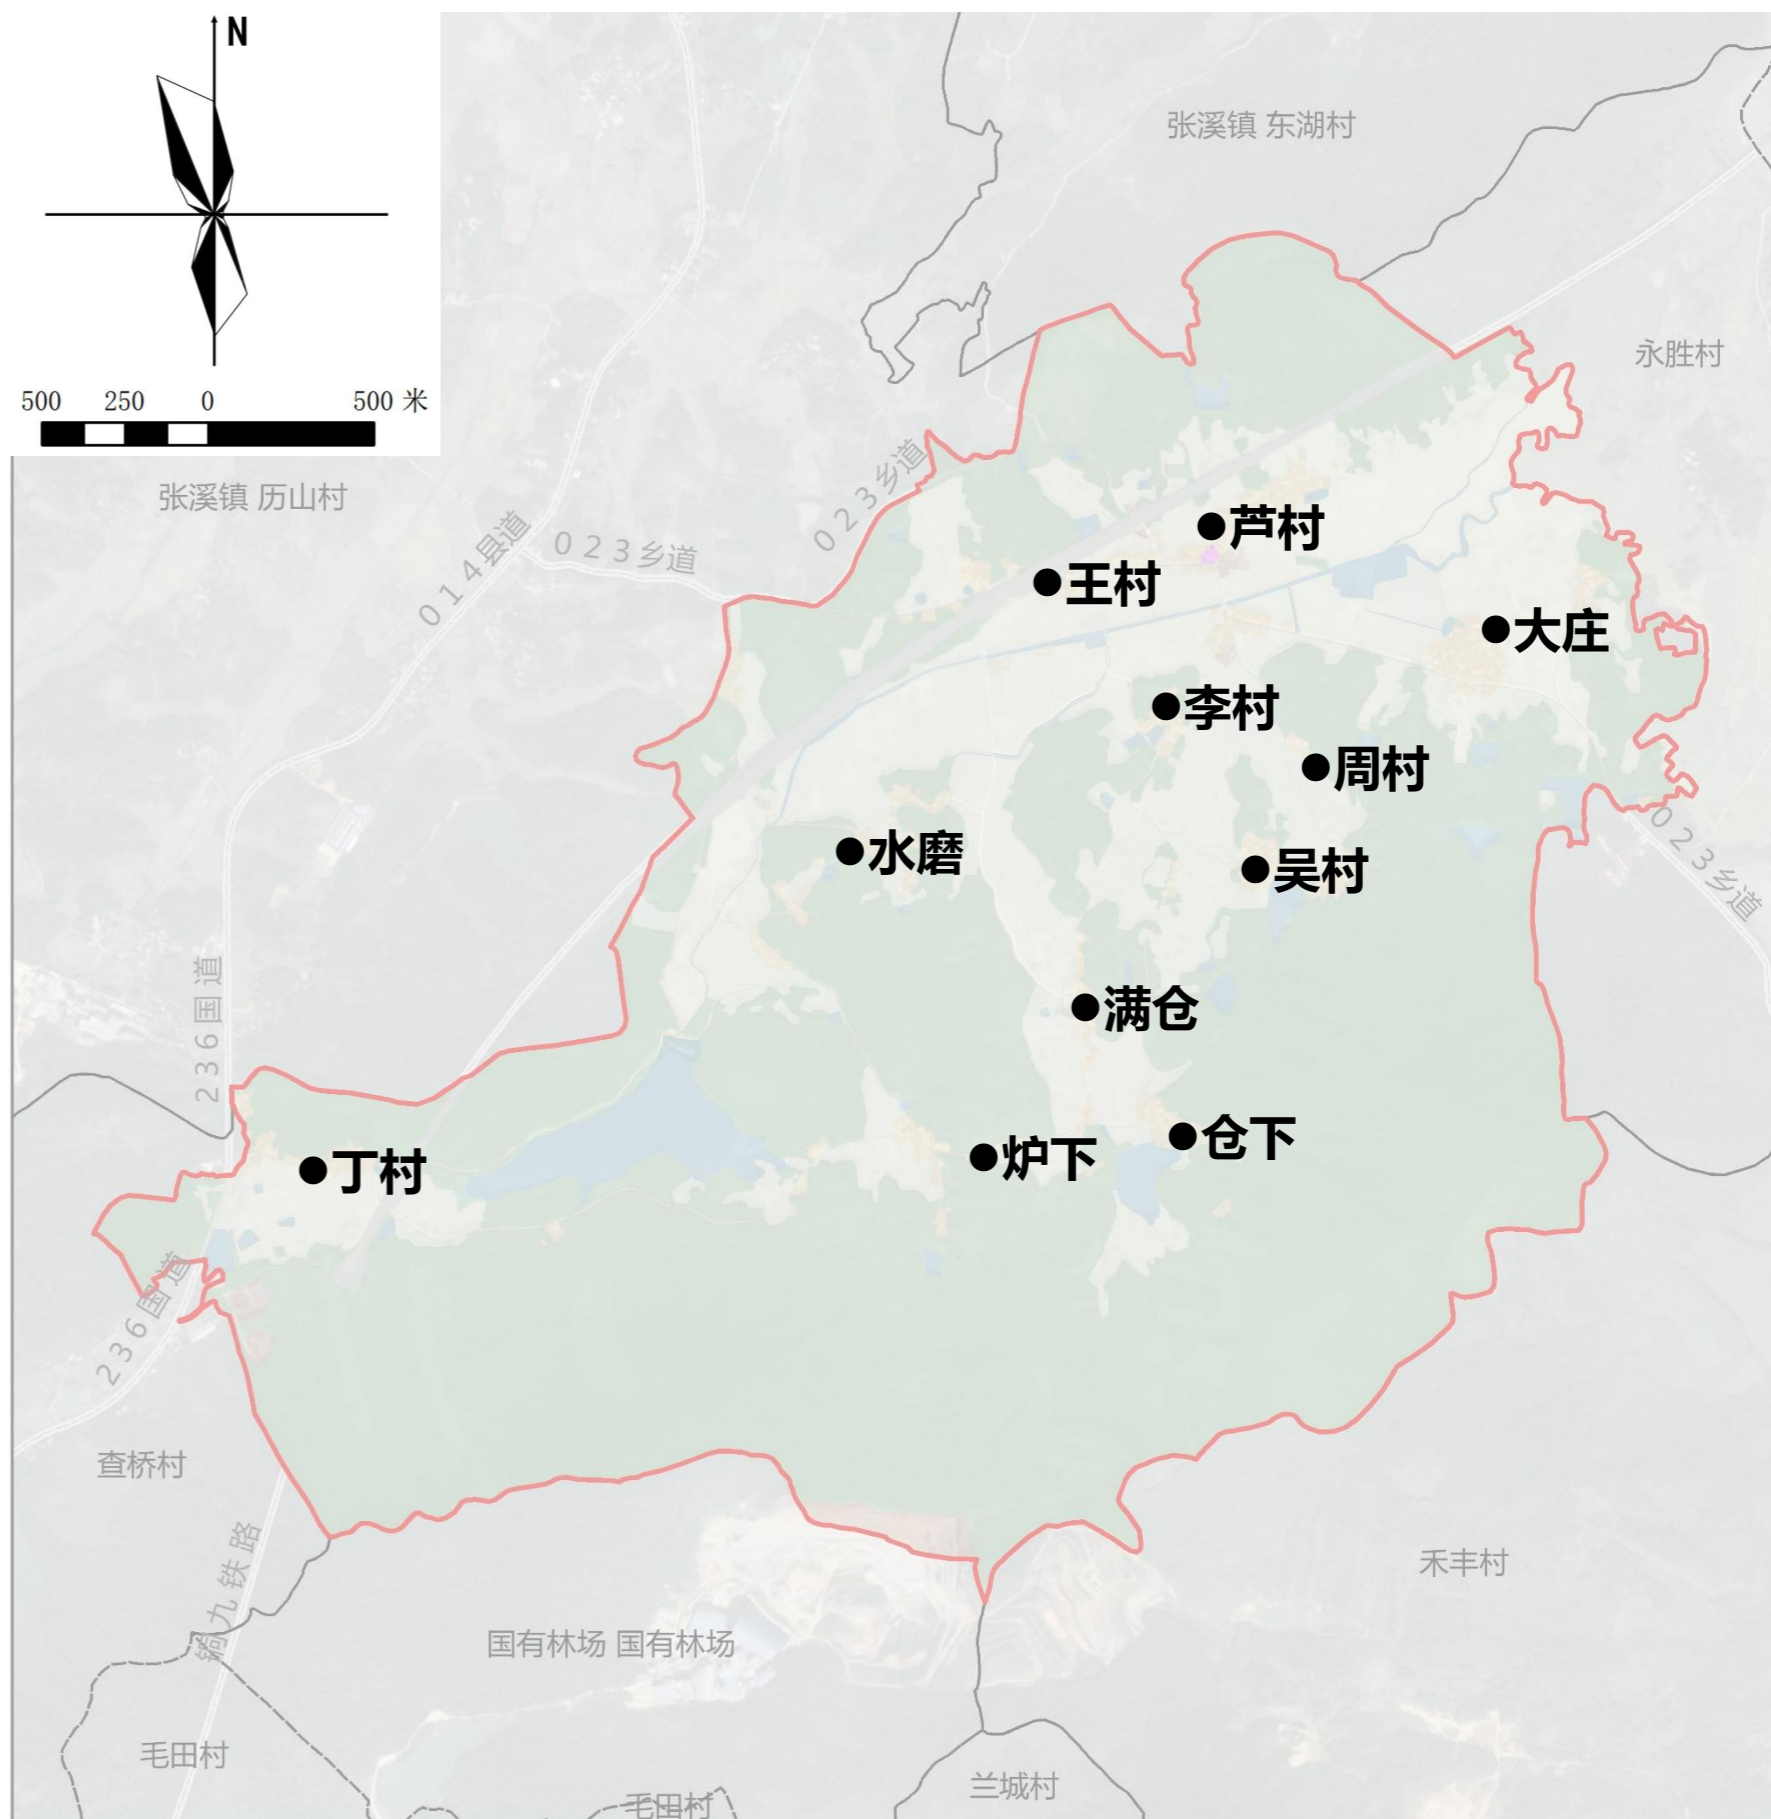 N
500 250 0 500 米
张溪镇 东湖村
永胜村
张溪镇 历山村
023乡道
014县道
023乡道
芦村
王村
大庄
李村
周村
水磨
吴村
023乡道
236国道
满仓
仓下
炉下
丁村
236国道
查桥村
铜九铁路
禾丰村
国有林场 国有林场
毛田村
兰城村
毛田村